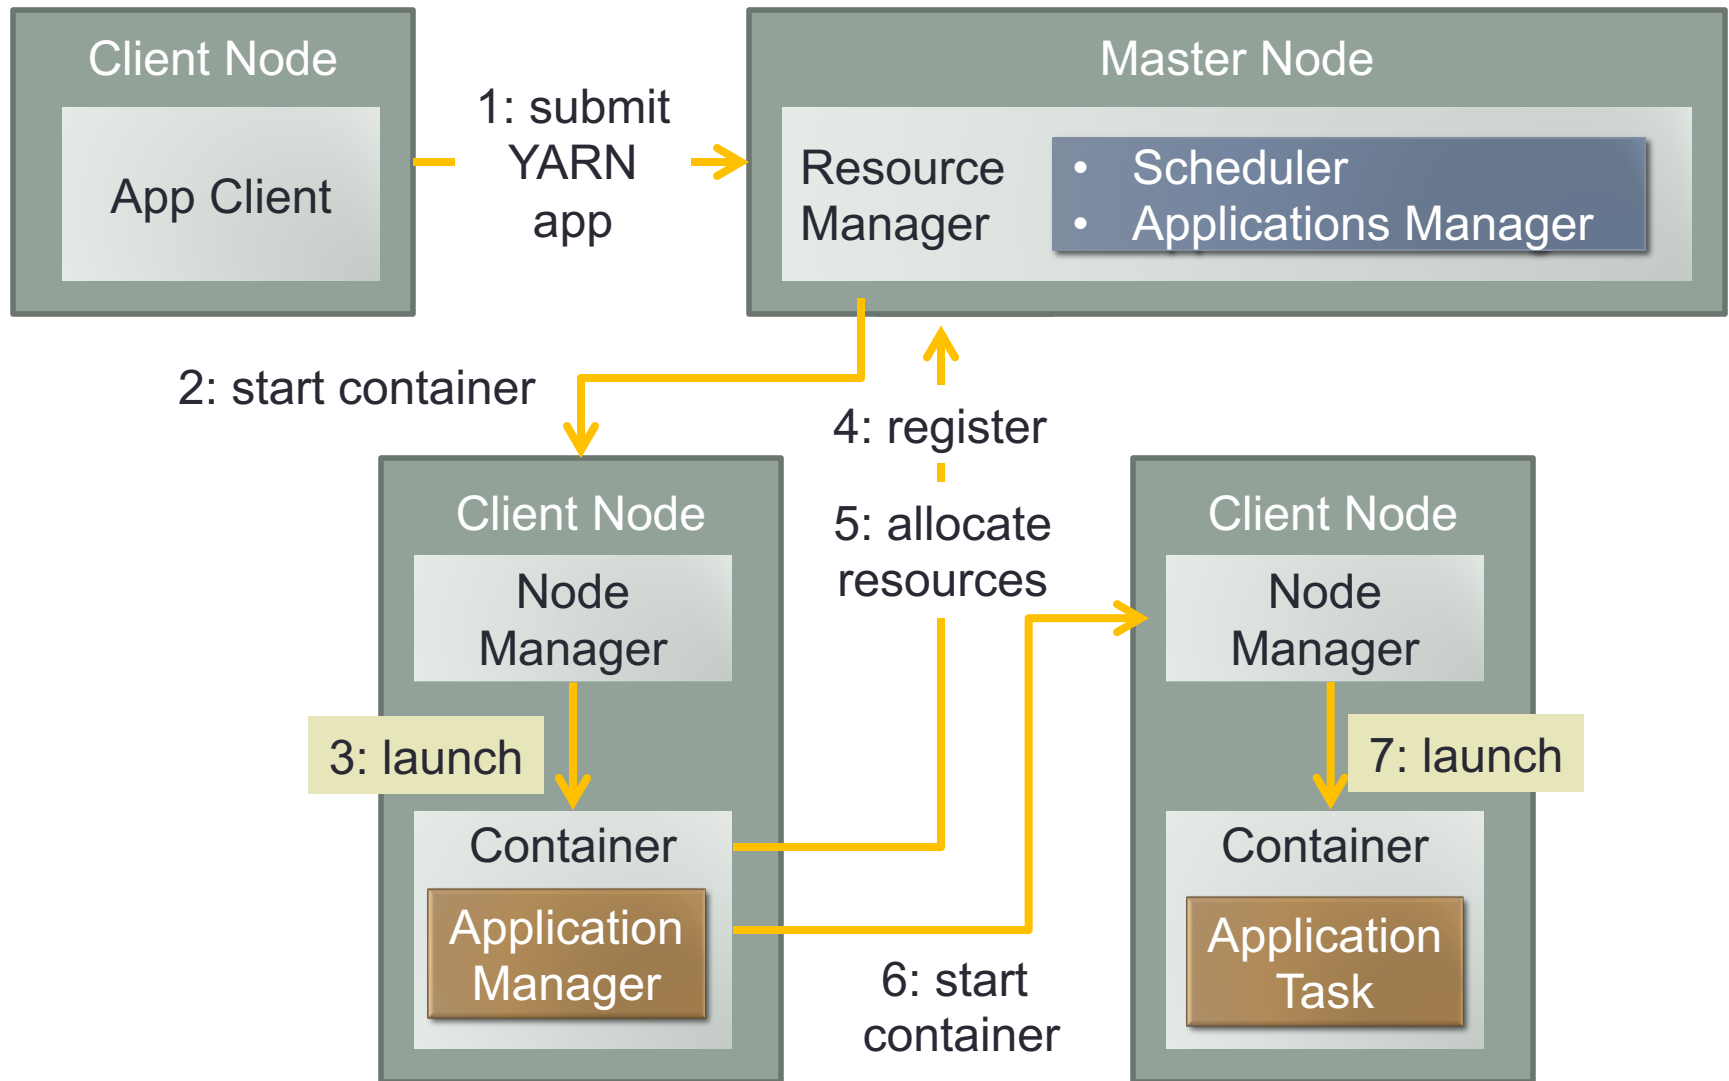 Client Node
App Client
1: submit
YARN
app
Master Node
Resource
Manager
• Scheduler
• Applications Manager
2: start container
4: register
5: allocate
resources
Client Node
Node
Manager
3: launch
Container
Application
Manager
6: start
container
Client Node
Node
Manager
7: launch
Container
Application
Task